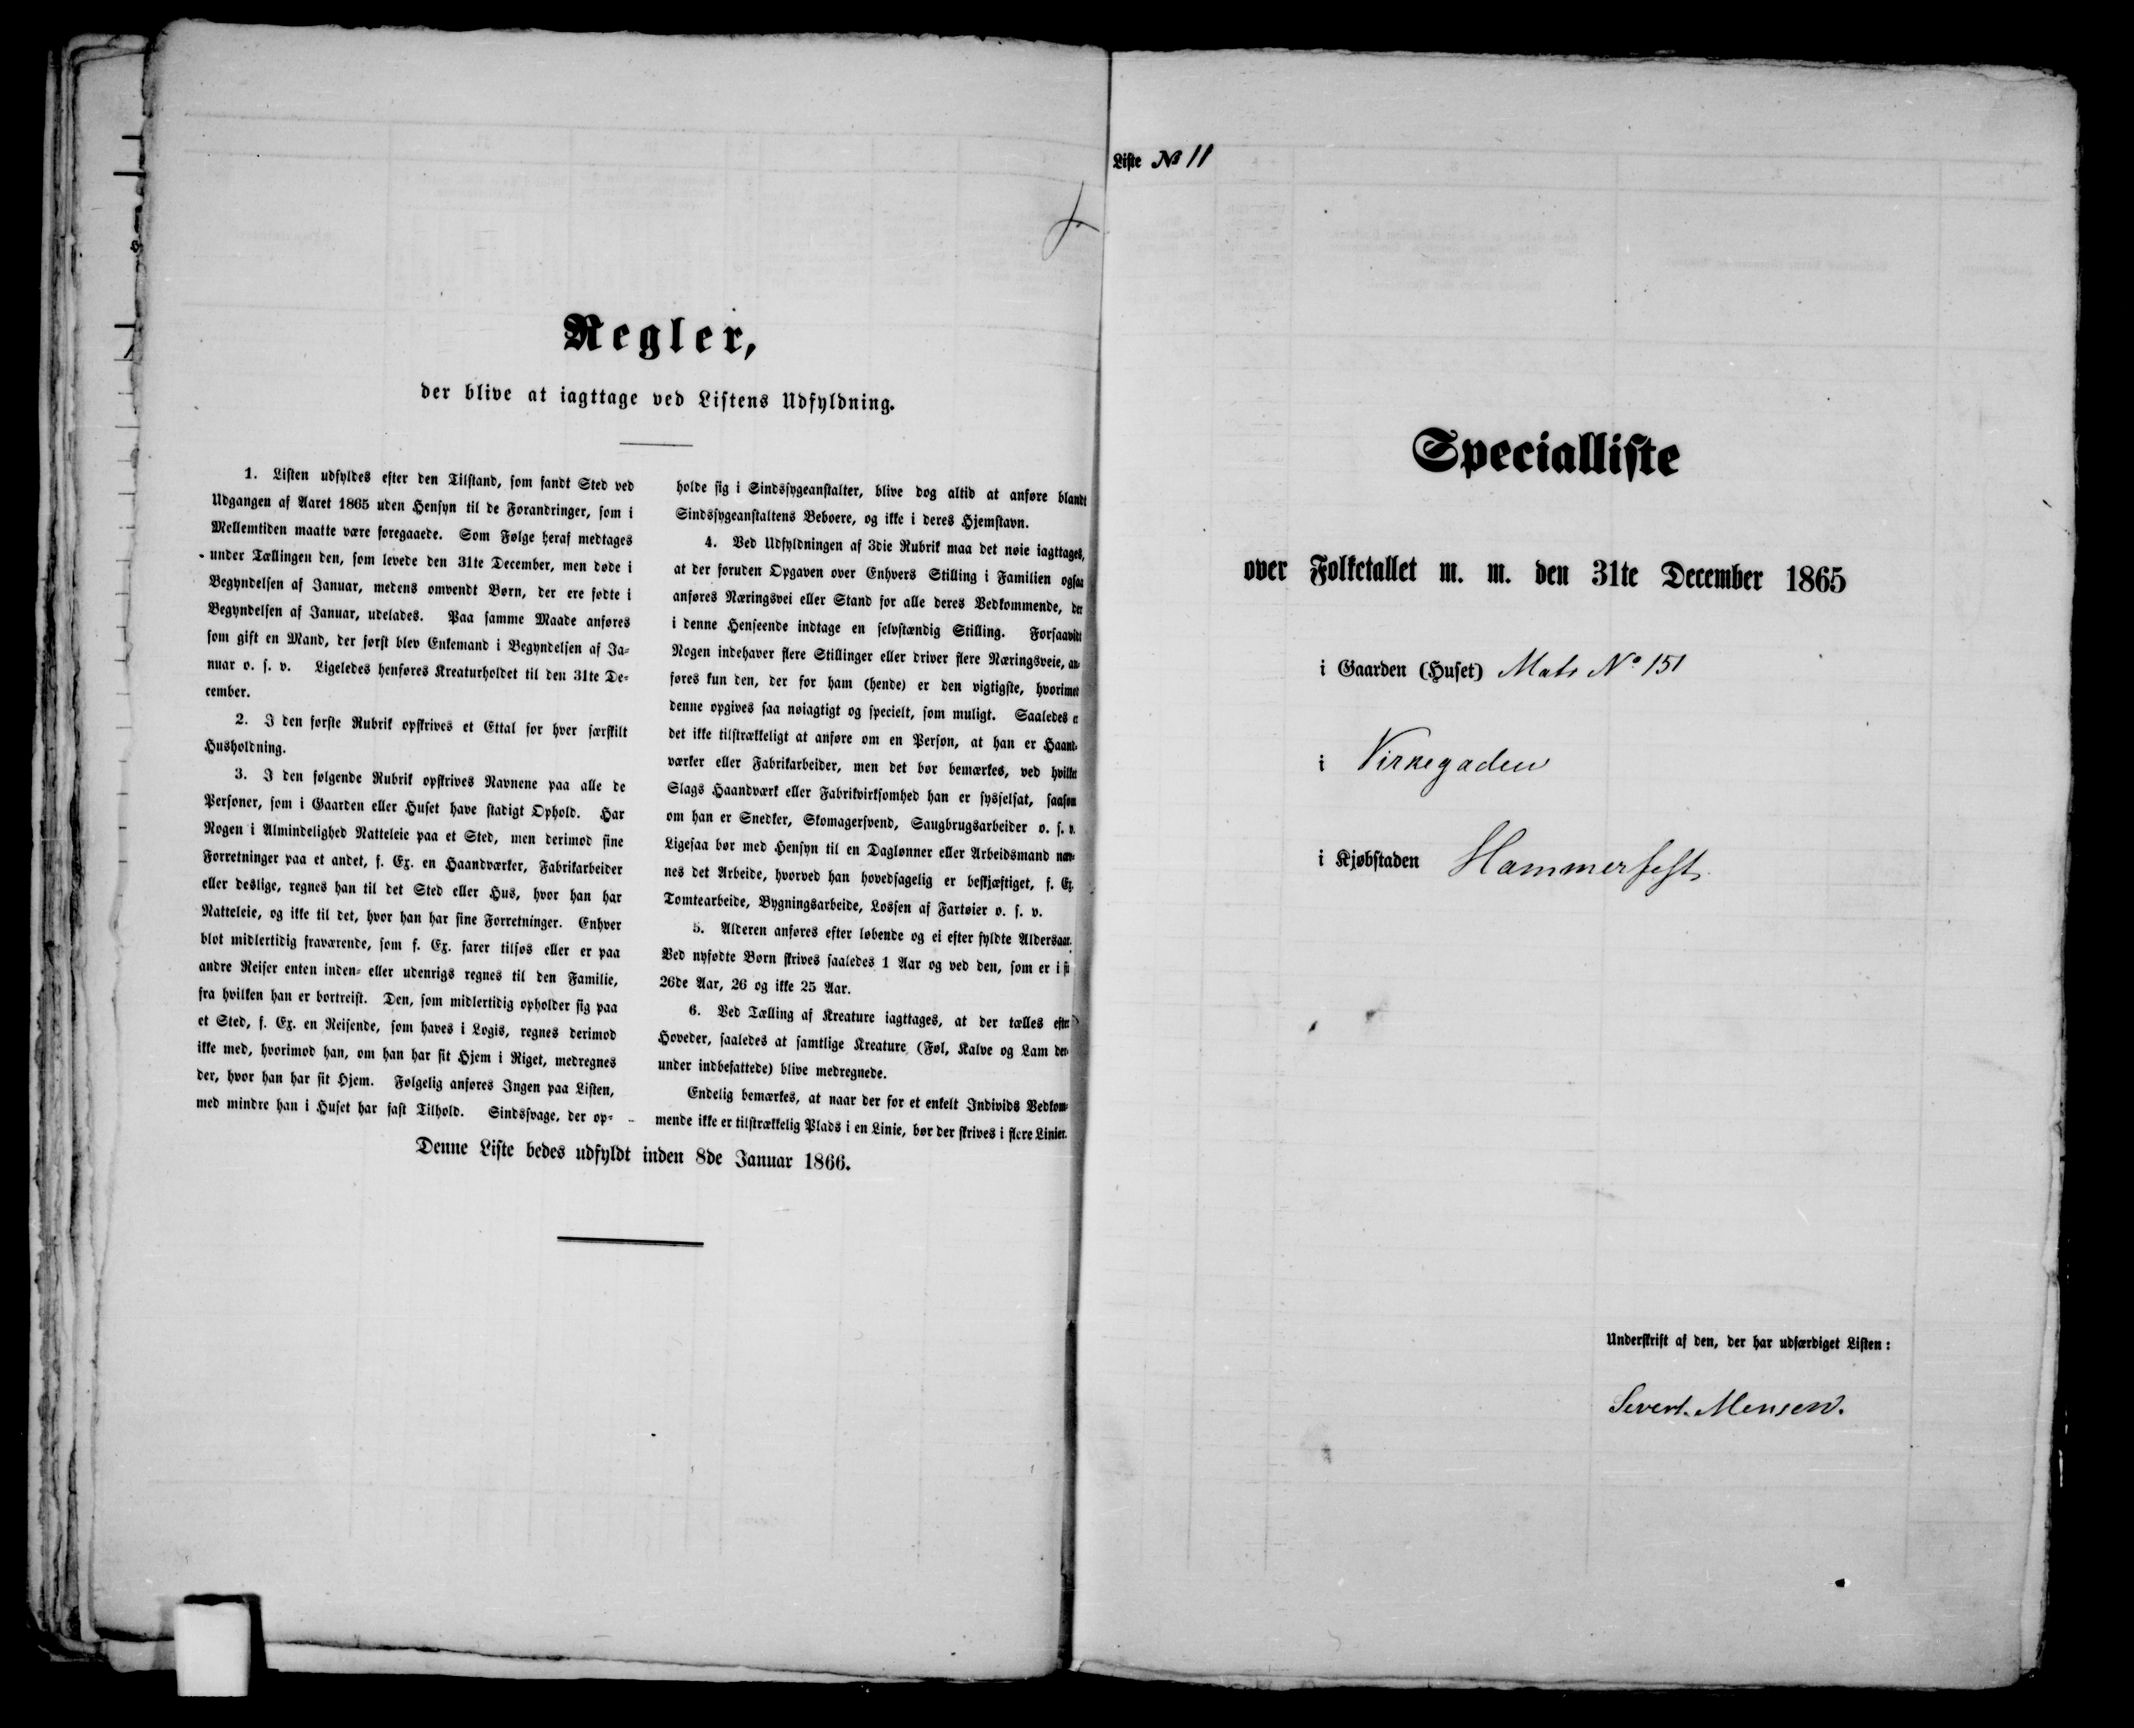 Regler,
der blive at iagttage ved Listens Udfyldning.
1. Listen udfyldes efter den Tilstand, som fandt Sted ved
Udgangen af Aaret 1865 uden Hensyn til de Forandringer, som i
Mellemtiden maatte være foregaaede. Som Følge heraf medtages
under Tællingen den, som levede den 31te December, men døde i
Begyndelsen af Januar, medens omvendt Børn, der ere fødte i
Begyndelsen af Januar, udelades. Paa samme Maade anføres
som gift en Mand, der først blev Enkemand i Begyndelsen af Ja-
nuar o. s. v. Ligeledes henføres Kreaturholdet til den 31te De-
cember.
2. I den første Rubrik opskrives et Ettal for hver særskilt
Husholdning.
3. I den følgende Rubrik opskrives Navnene paa alle de
Personer, som i Gaarden eller Huset have stadigt Ophold. Har
Nogen i Almindelighed Natteleie paa et Sted, men derimod sine
Forretninger paa et andet, f. Ex. en Haandværker, Fabrikarbeider
eller deslige, regnes han til det Sted eller Hus, hvor han har
Natteleie, og ikke til det, hvor han har sine Forretninger. Enhver
blot midlertidig fraværende, som f. Ex. farer tilsøs eller er paa
andre Reiser enten inden- eller udenrigs regnes til den Familie,
fra hvilken han er bortreist. Den, som midlertidig opholder sig paa
et Sted, f. Ex. en Reisende, som haves i Logis, regnes derimod
ikke med, hvorimod han, om han har sit Hjem i Riget, medregnes
der, hvor han har sit Hjem. Følgelig anføres Ingen paa Listen,
med mindre han i Huset har fast Tilhold. Sindssvage, der op-
holde sig i Sindssygeanstalter, blive dog altid at anføre blandt
Sindssygeanstaltens Beboere, og ikke i deres Hjemstavn.
4. Ved Udfyldningen af 3die Rubrik maa det nøie iagttages,
at der foruden Opgaven over Enhvers Stilling i Familien ogsaa
anføres Næringsvei eller Stand for alle deres Vedkommende, der
i denne Henseende indtage en selvstændig Stilling. Forsaavidt
Nogen indehaver flere Stillinger eller driver flere Næringsveie, an-
føres kun den, der for ham (hende) er den vigtigste, hvorimod
denne opgives saa nøiagtigt og specielt, som muligt. Saaledes er
det ikke tilstrækkeligt at anføre om en Person, at han er Haand-
værker eller Fabrikarbeider, men det bør bemærkes, ved hvilket
Slags Haandværk eller Fabrikvirksomhed han er sysselsat, saasom
om han er Snedker, Skomagersvend, Saugbrugsarbeider o. s. v.
Ligesaa bør med Hensyn til en Daglønner eller Arbeidsmand næv-
nes det Arbeide, hvorved han hovedsagelig er beskjæftiget, f. Ex.
Tomtearbeide, Bygningsarbeide, Lossen af Fartøier o. s. v.
5. Alderen anføres efter løbende og ei efter fyldte Aldersaar.
Ved nyfødte Børn skrives saaledes 1 Aar og ved den, som er i sit
26de Aar, 26 og ikke 25 Aar.
6. Ved Tælling af Kreature iagttages, at der tælles efter
Hoveder, saaledes at samtlige Kreature (Føl, Kalve og Lam der-
under indbefattede) blive medregnede.
Endelig bemærkes, at naar der for et enkelt Individs Vedkom-
mende ikke er tilstrækkelig Plads i en Linie, bør der skrives i flere Linier.
Denne Liste bedes udfyldt inden 8de Januar 1866.
Liste No 11
Specialliste
over Folketallet m. m. den 31te December 1865
i Gaarden (Huset) Matr No 151
i Kirkegaden
i Kjøbstaden Hammerfest
Underskrift af den, der har udfærdiget Listen:
Severt. Mensen.